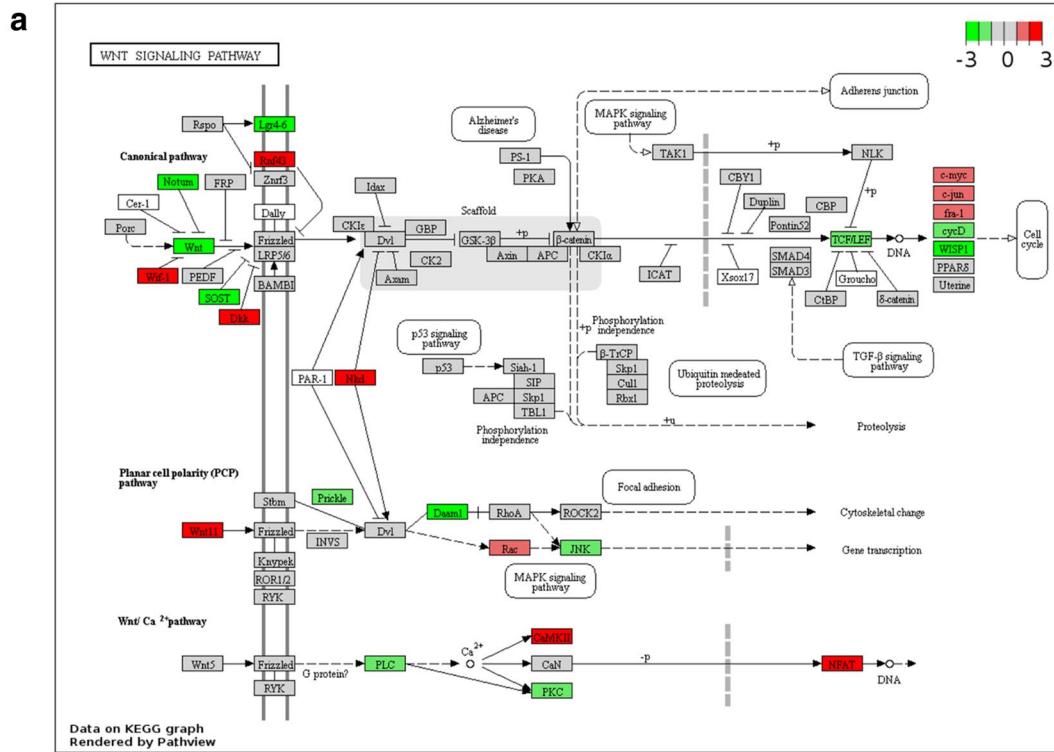 a
WNT SIGNALING PATHWAY
-3 0 3
Rspo
Lgr4-6
Canonical pathway
Rnf43
Znrf3
Notum
FRP
Cer-1
Dally
Porc
Wnt
Frizzled
LRP5/6
Wif-1
PEDF
BAMBI
SOST
Dkk
Idax
CKIε
Dvl
GBP
CK2
Axam
Scaffold
GSK-3β
+p
β-catenin
Axin
APC
CKIα
Alzheimer's
disease
PS-1
PKA
Adherens junction
MAPK signaling
pathway
TAK1
+p
NLK
+p
CBY1
Duplin
CBP
Pontin52
TCF/LEF
DNA
ICAT
Xsox17
SMAD4
SMAD3
Groucho
CtBP
δ-catenin
c-myc
c-jun
fra-1
cycD
WISP1
PPARδ
Uterine
Cell
cycle
TGF-β signaling
pathway
PAR-1
Nkd
p53 signaling
pathway
p53
Siah-1
SIP
APC
Skp1
TBL1
Phosphorylation
independence
+p
Phosphorylation
independence
β-TrCP
Skp1
Cul1
Rbx1
Ubiquitin medeated
proteolysis
+u
Proteolysis
Planar cell polarity (PCP)
pathway
Stbm
Prickle
Wnt11
Frizzled
INVS
Dvl
Knypek
ROR1/2
RYK
Daam1
RhoA
ROCK2
Focal adhesion
Cytoskeletal change
Rac
JNK
Gene transcription
MAPK signaling
pathway
Wnt/ Ca 2+pathway
Wnt5
Frizzled
RYK
G protein?
PLC
Ca2+
CaMKII
CaN
PKC
-p
NFAT
DNA
Data on KEGG graph
Rendered by Pathview